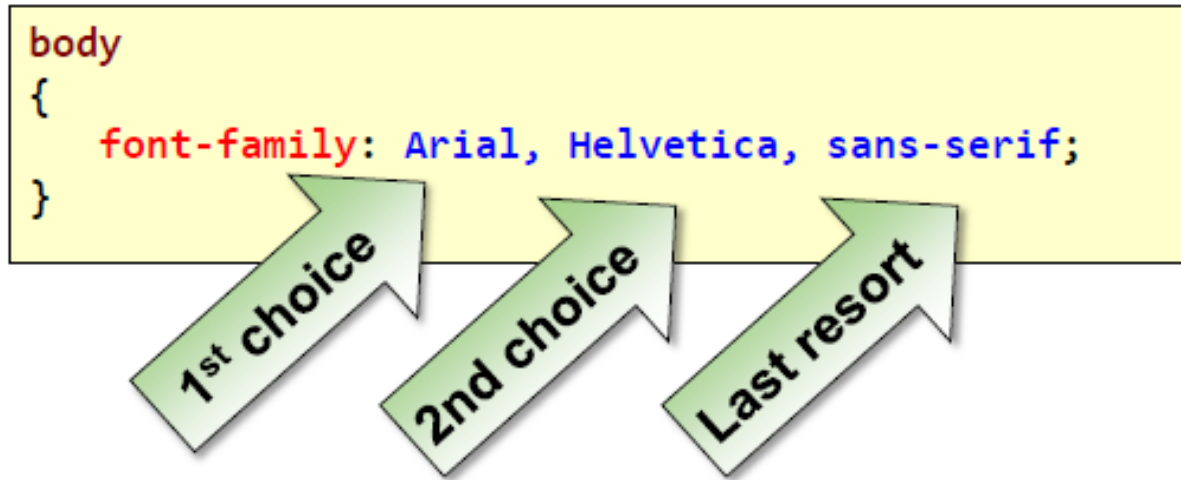 body
{
font-family: Arial, Helvetica, sans-serif;
}
1st choice
2nd choice
Last resort